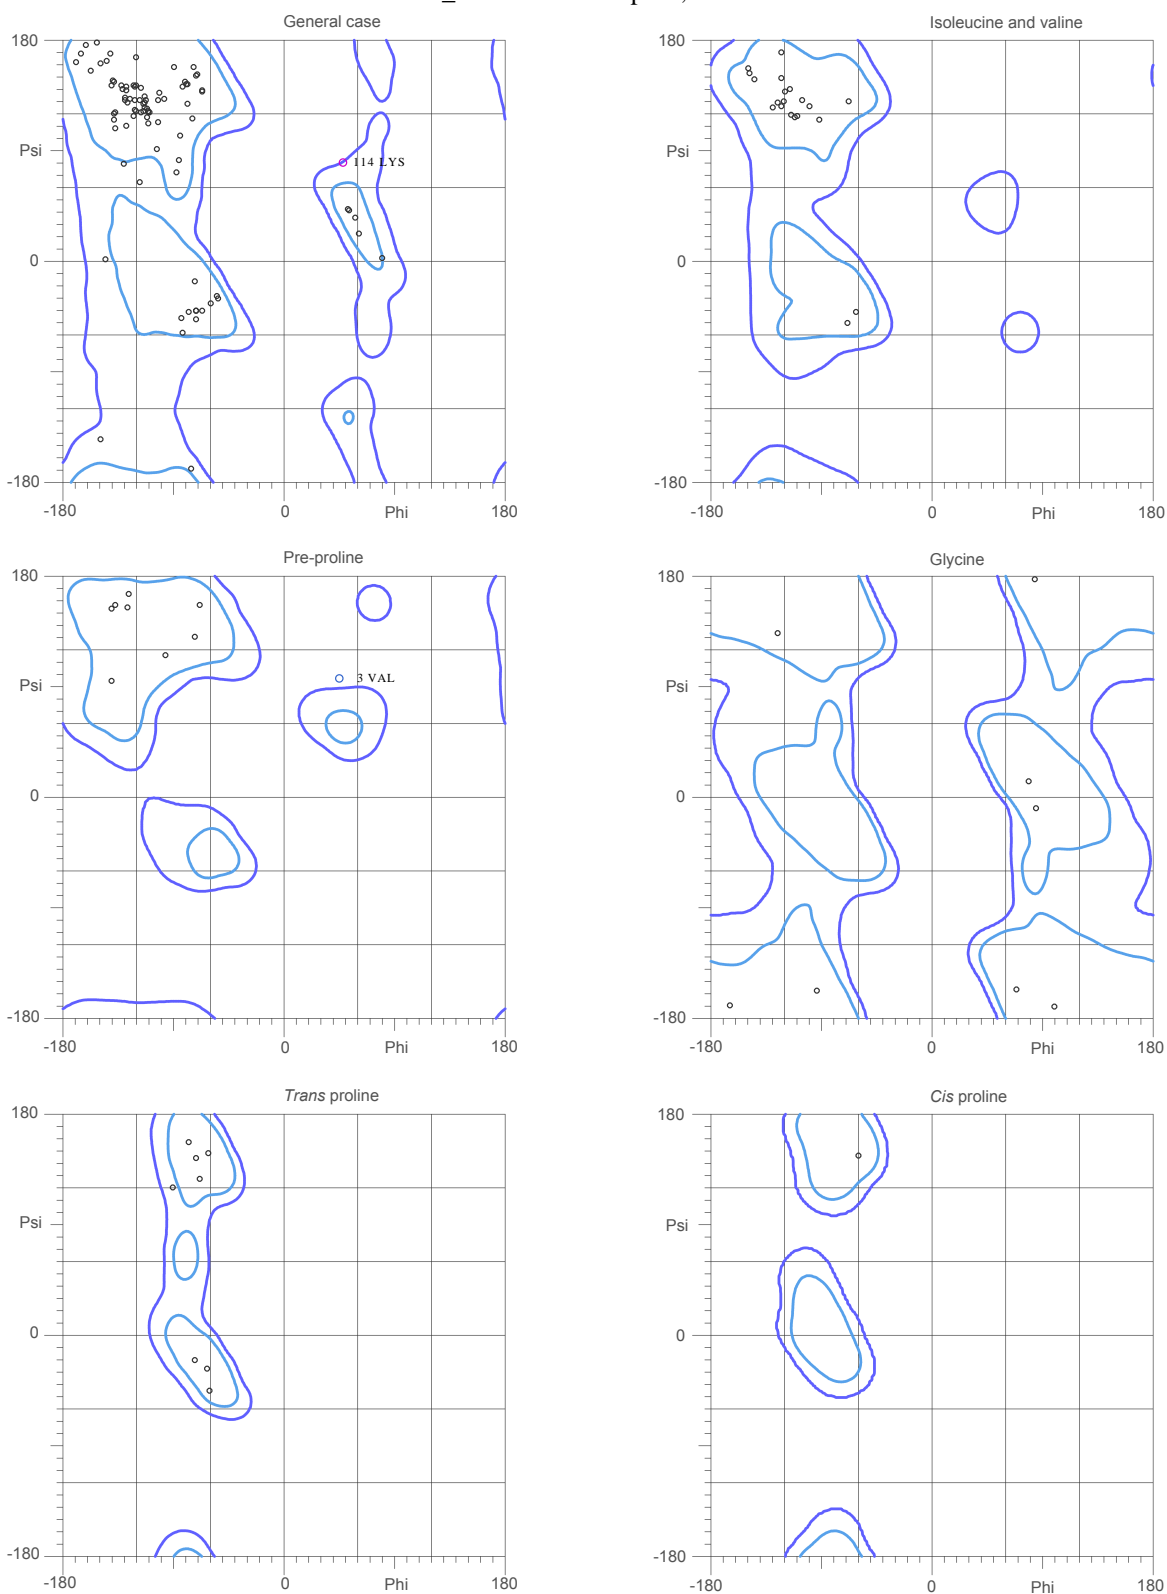 General case
Isoleucine and valine
180
Psi
114 LYS
0
-180
-180
0
Phi
180
180
Psi
0
-180
-180
0
Phi
180
Pre-proline
Glycine
180
Psi
3 VAL
0
-180
-180
0
Phi
180
180
Psi
0
-180
-180
0
Phi
180
Trans proline
Cis proline
180
Psi
0
-180
-180
0
Phi
180
180
Psi
0
-180
-180
0
Phi
180